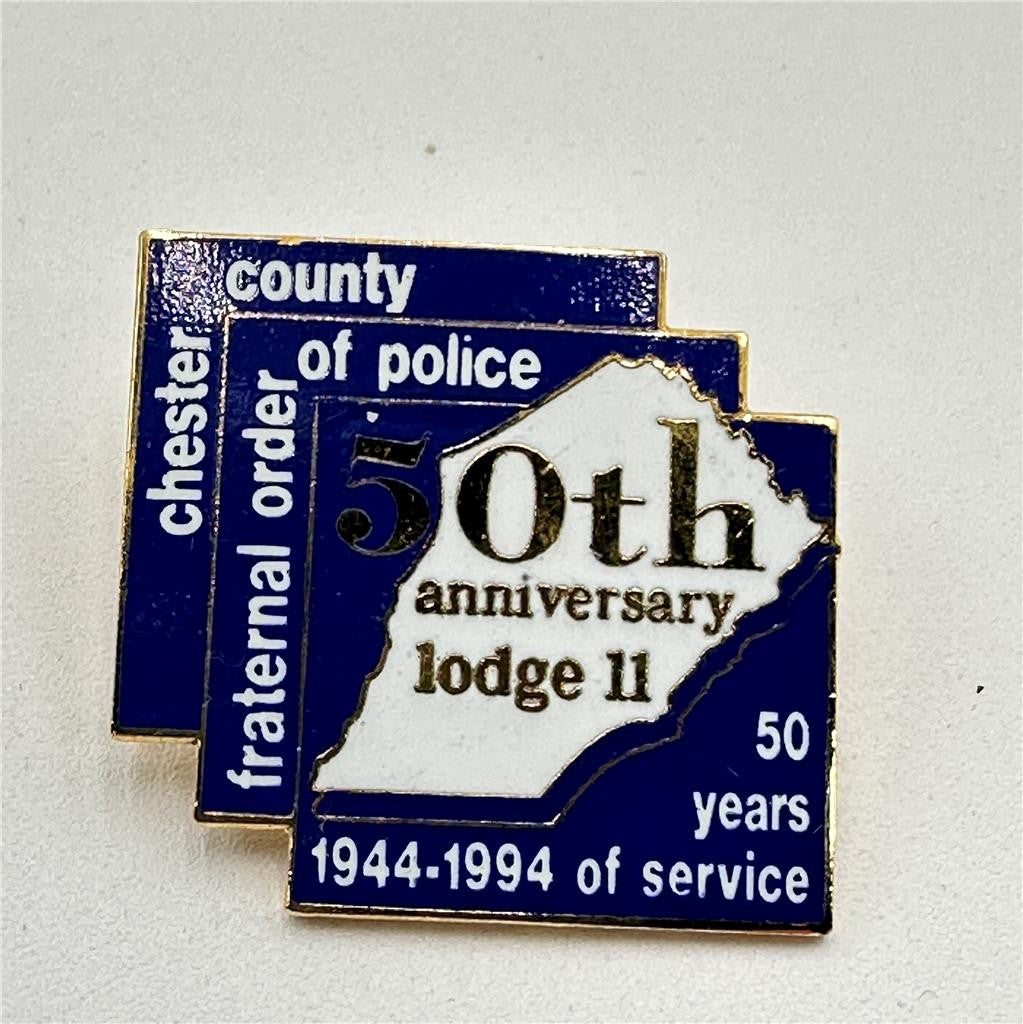 chester county
fraternal order of police
50th
anniversary
lodge 11
50
years
1944-1994 of service